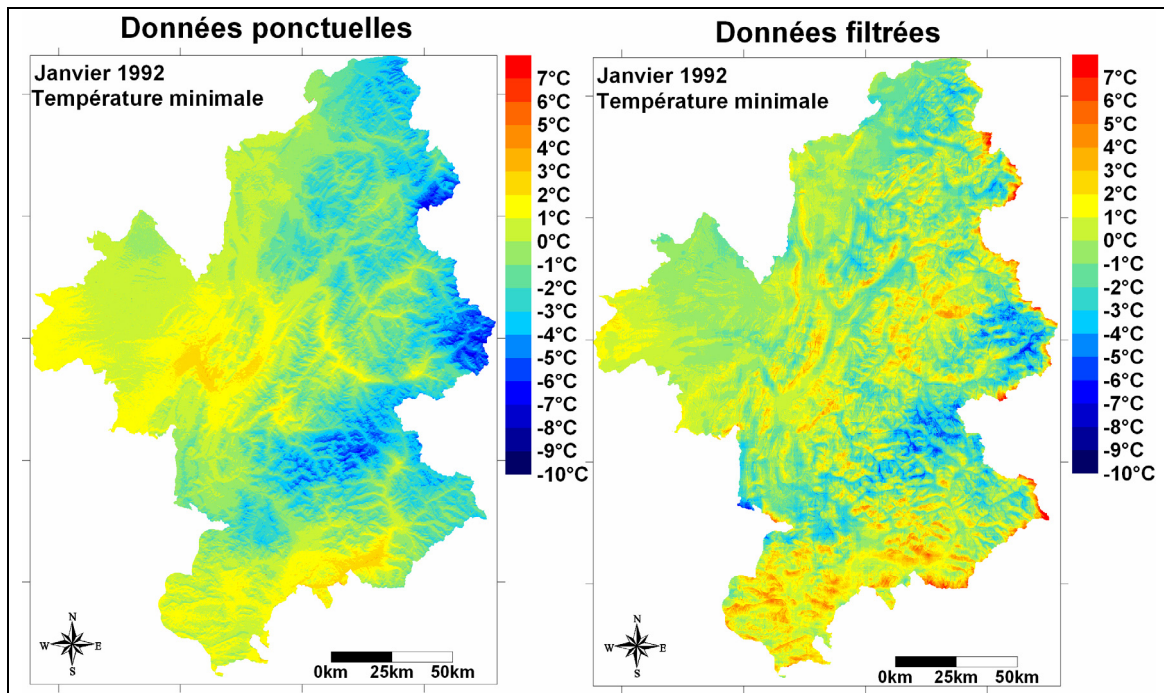 Données ponctuelles
Janvier 1992
Température minimale
7°C
6°C
5°C
4°C
3°C
2°C
1°C
0°C
-1°C
-2°C
-3°C
-4°C
-5°C
-6°C
-7°C
-8°C
-9°C
-10°C
N
W E
S
0km 25km 50km
Données filtrées
Janvier 1992
Température minimale
7°C
6°C
5°C
4°C
3°C
2°C
1°C
0°C
-1°C
-2°C
-3°C
-4°C
-5°C
-6°C
-7°C
-8°C
-9°C
-10°C
N
W E
S
0km 25km 50km